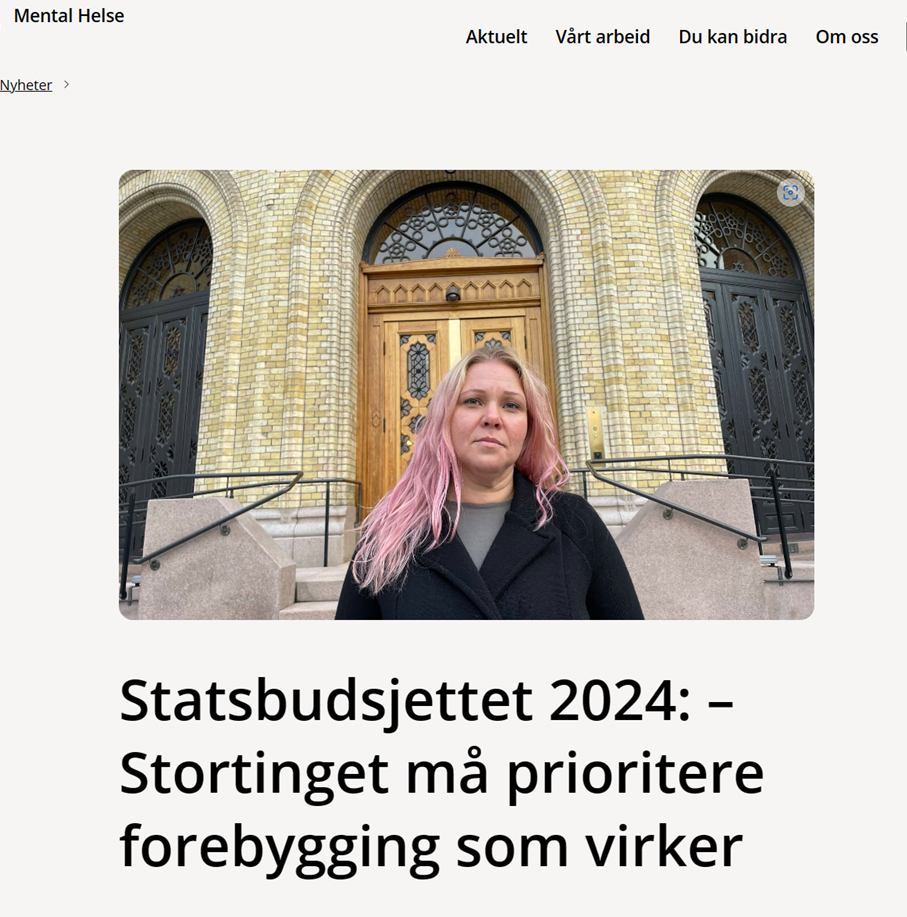 Mental Helse
Aktuelt Vårt arbeid Du kan bidra Om oss
Nyheter
Statsbudsjettet 2024: –
Stortinget må prioritere
forebygging som virker